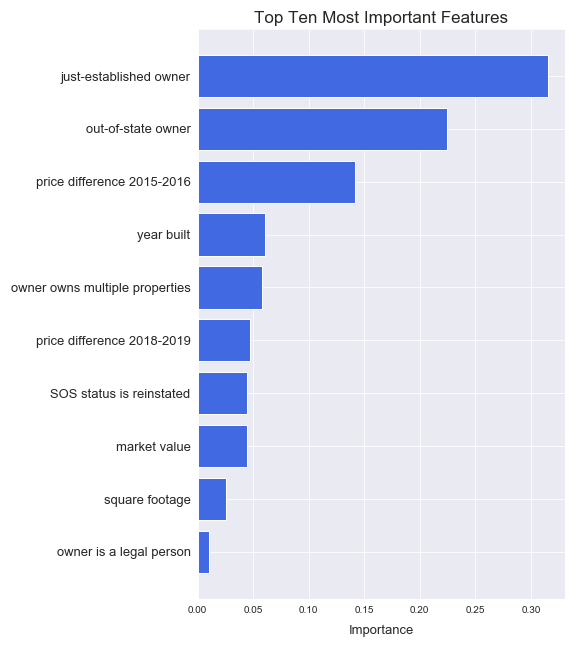 Top Ten Most Important Features
just-established owner
out-of-state owner
price difference 2015-2016
year built
owner owns multiple properties
price difference 2018-2019
SOS status is reinstated
market value
square footage
owner is a legal person
0.00 0.05 0.10 0.15 0.20 0.25 0.30
Importance